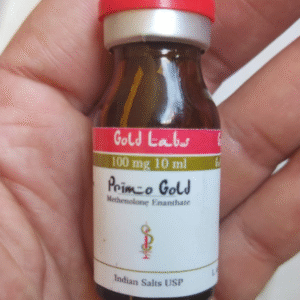 Gold Labs
100 mg 10 ml
Primo Gold
Methenolone Enanthate
Indian Salts USP